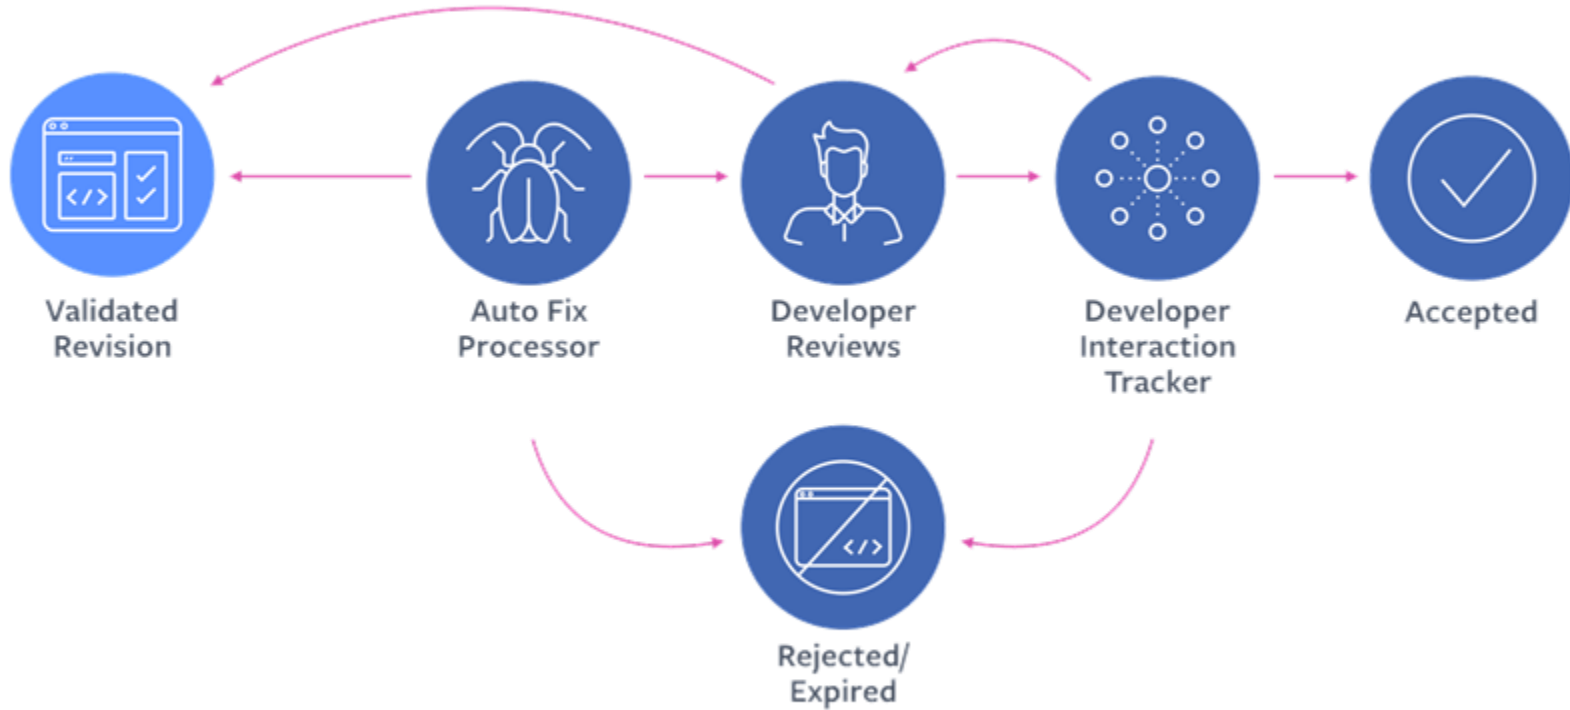 Validated
Revision
Auto Fix
Processor
Developer
Reviews
Developer
Interaction
Tracker
Accepted
</>
</>
Rejected/
Expired